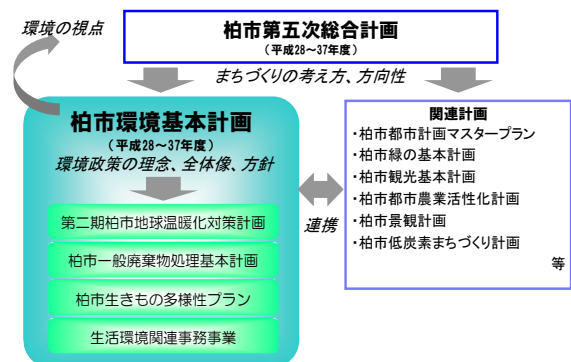 環境の視点
柏市第五次総合計画
(平成28～37年度)
まちづくりの考え方、方向性
柏市環境基本計画
(平成28～37年度)
環境政策の理念、全体像、方針
第二期柏市地球温暖化対策計画
柏市一般廃棄物処理基本計画
柏市生きもの多様性プラン
生活環境関連事務事業
連携
関連計画
・柏市都市計画マスタープラン
・柏市緑の基本計画
・柏市観光基本計画
・柏市都市農業活性化計画
・柏市景観計画
・柏市低炭素まちづくり計画
等